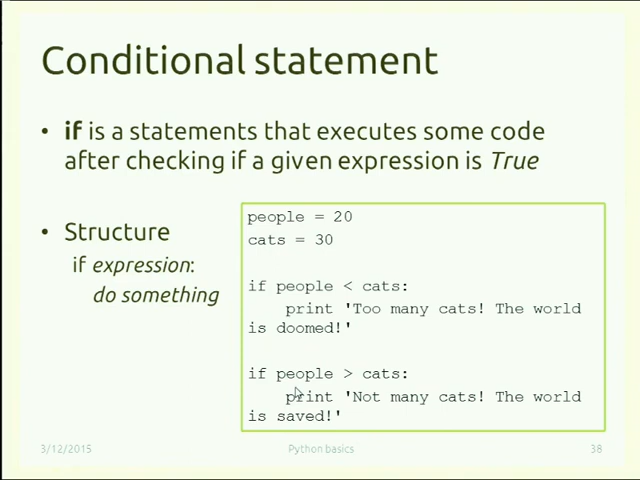 Conditional statement
• if is a statements that executes some code
after checking if a given expression is True
• Structure
if expression:
do something
people = 20
cats = 30
if people < cats:
print 'Too many cats! The world
is doomed!'
if people > cats:
print 'Not many cats! The world
is saved!'
3/12/2015
Python basics
38